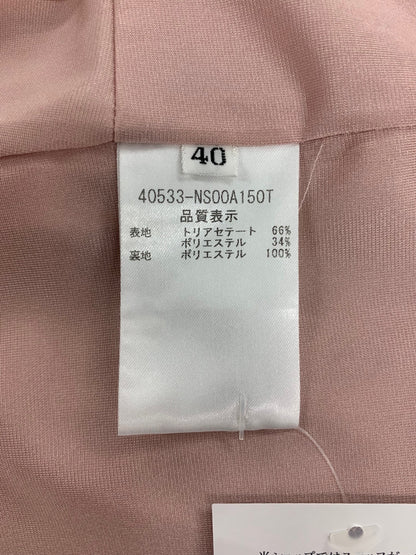 40
40533-NS00A150T
品質表示
表地 トリアセテート 66%
ポリエステル 34%
裏地 ポリエステル 100%